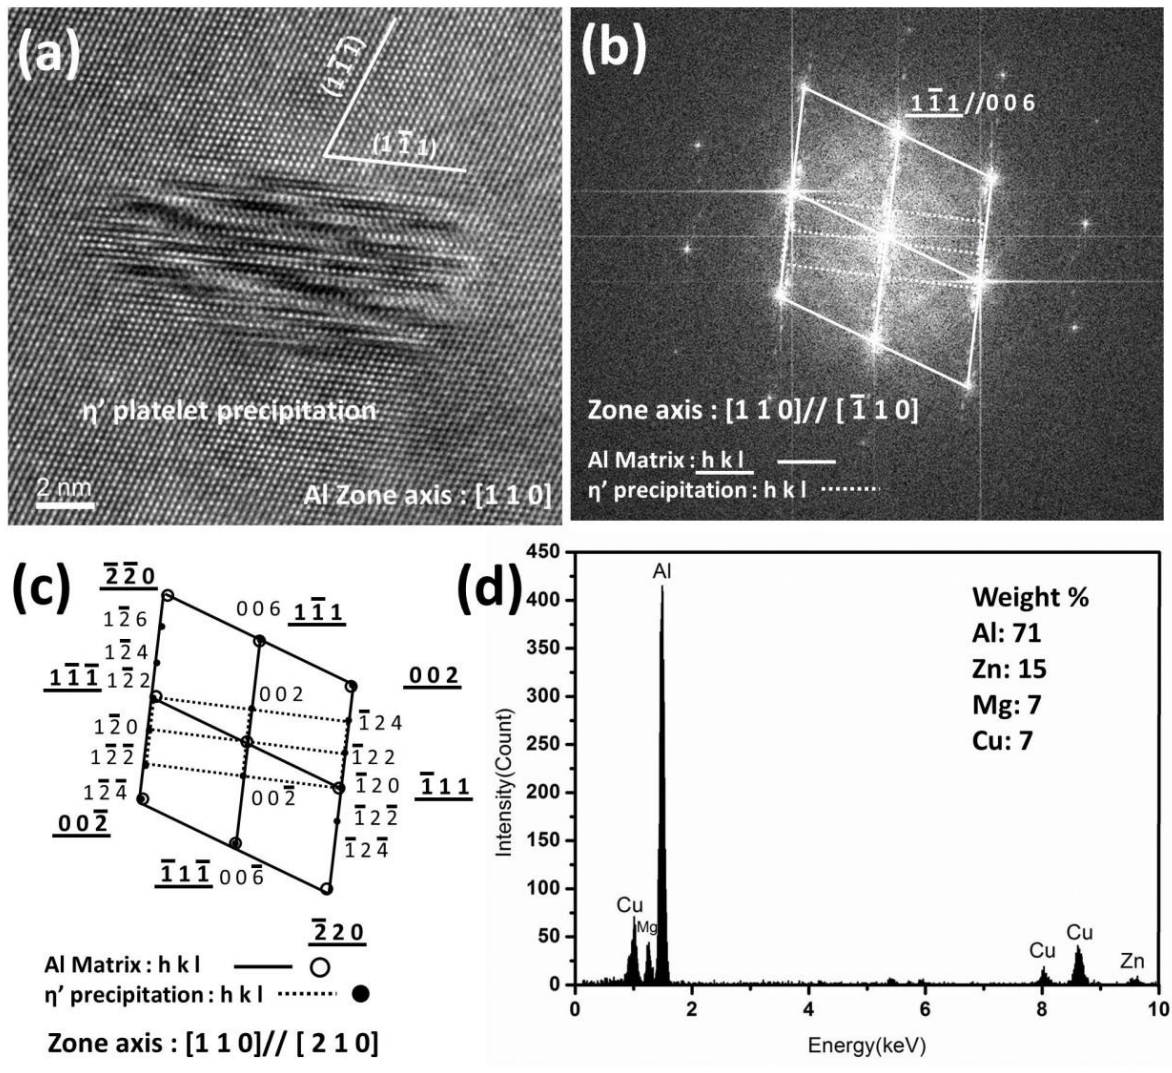 (a)
(1 1̄ 1̄)
(1 1̄ 1)
η’ platelet precipitation
2 nm
Al Zone axis : [1 1 0]
(b)
1 1̄ 1//0 0 6
Zone axis : [1 1 0]// [ 1̄ 1 0]
Al Matrix : h k l
η’ precipitation : h k l
(c)
2̄ 2̄ 0
0 0 6 1 1̄ 1
1 2̄ 6
1 2̄ 4
1 1̄ 1̄ 1 2̄ 2
0 0 2
0 0 2
1 2̄ 0
1̄ 2 4
1 2̄ 2̄
1̄ 2 2
1 2̄ 4̄
0 0 2̄
1̄ 2 0 1̄ 1 1
0 0 2̄
1̄ 2 2̄
1̄ 2 4̄
1̄ 1 1̄ 0 0 6̄
2̄ 2 0
Al Matrix : h k l
η’ precipitation : h k l
Zone axis : [1 1 0]// [ 2 1 0]
(d)
450
400
350
300
250
200
150
100
50
0
Intensity(Count)
Al
Weight %
Al: 71
Zn: 15
Mg: 7
Cu: 7
Cu
Mg
Cu
Cu
Zn
0 2 4 6 8 10
Energy(keV)